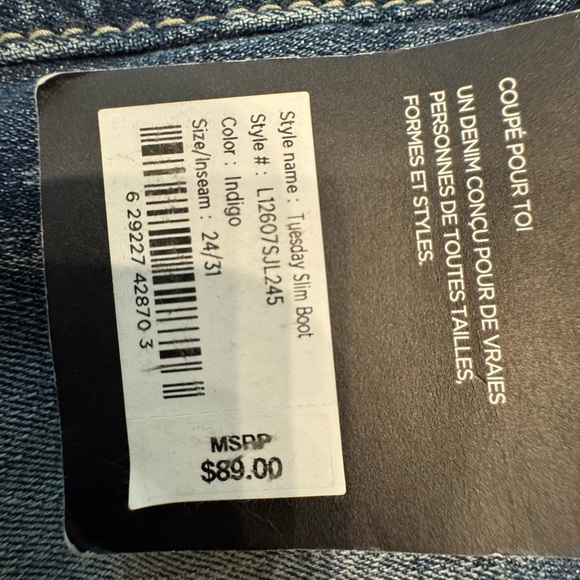 COUPÉ POUR TOI
UN DENIM CONÇU POUR DE VRAIES
PERSONNES DE TOUTES TAILLES,
FORMES ET STYLES.
Style name : Tuesday Slim Boot
Style # : L12607SJL245
Color : Indigo
Size/Inseam : 24/31
6 29227 42870 3
MSRP
$89.00